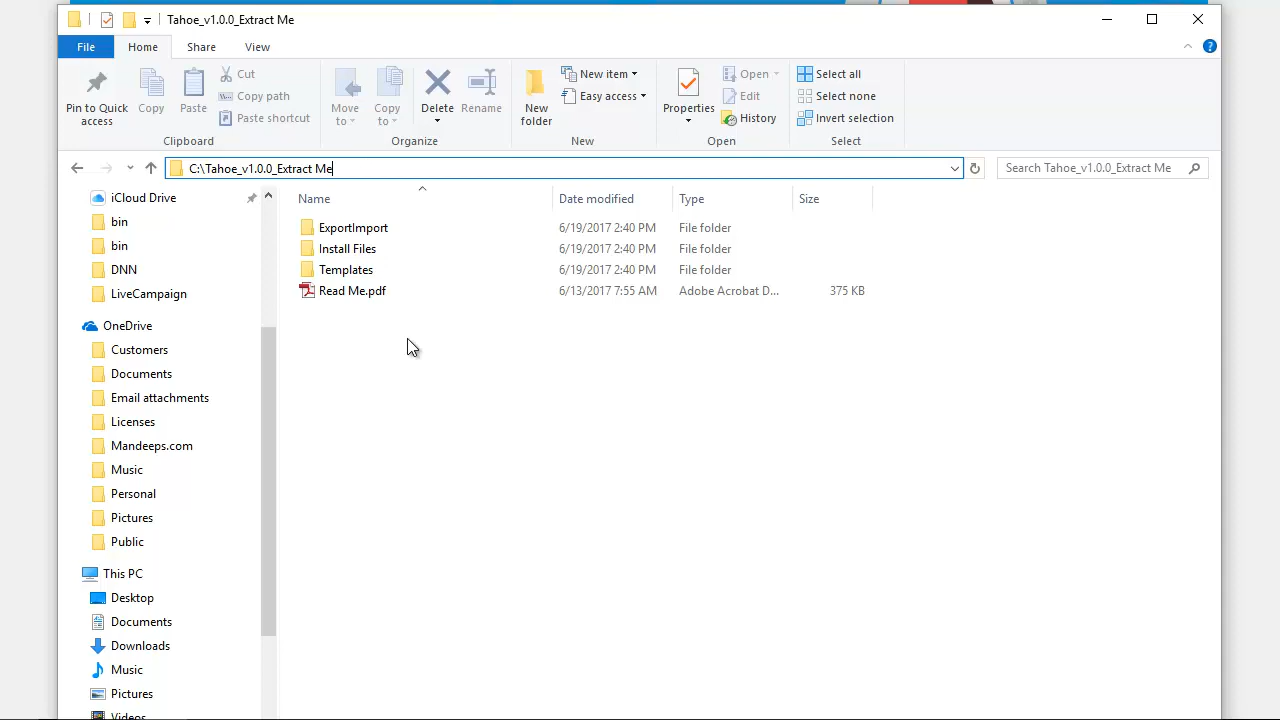 Tahoe_v1.0.0_Extract Me
File
Home
Share
View
Pin to Quick
access
Copy
Paste
Cut
Copy path
Paste shortcut
Clipboard
Move
to
Copy
to
Delete
Rename
Organize
New
folder
New item
Easy access
New
Properties
Open
Edit
History
Open
Select all
Select none
Invert selection
Select
C:\Tahoe_v1.0.0_Extract Me
Search Tahoe_v1.0.0_Extract Me
iCloud Drive
bin
bin
DNN
LiveCampaign
OneDrive
Customers
Documents
Email attachments
Licenses
Mandeeps.com
Music
Personal
Pictures
Public
This PC
Desktop
Documents
Downloads
Music
Pictures
Videos
Name Date modified Type Size
ExportImport 6/19/2017 2:40 PM File folder
Install Files 6/19/2017 2:40 PM File folder
Templates 6/19/2017 2:40 PM File folder
Read Me.pdf 6/13/2017 7:55 AM Adobe Acrobat D... 375 KB